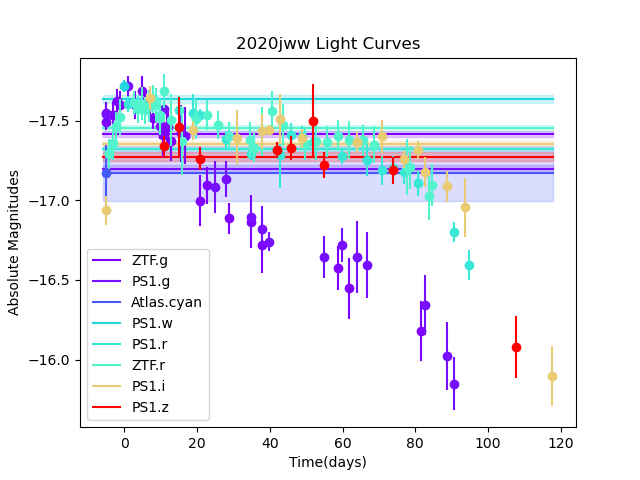 2020jww Light Curves
Absolute Magnitudes
−17.5
−17.0
−16.5
−16.0
ZTF.g
PS1.g
Atlas.cyan
PS1.w
PS1.r
ZTF.r
PS1.i
PS1.z
0 20 40 60 80 100 120
Time(days)